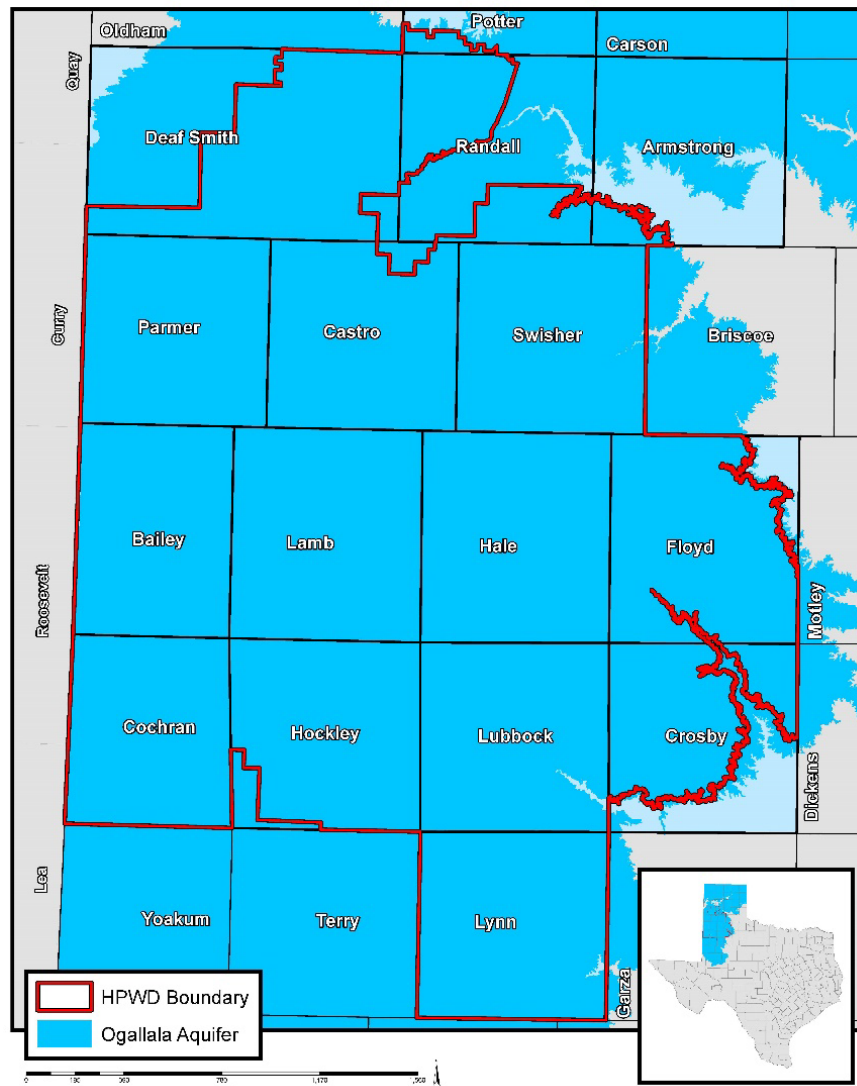 Potter
Oldham
Carson
Quay
Deaf Smith
Randall
Armstrong
Curry
Parmer
Castro
Swisher
Briscoe
Roosevelt
Bailey
Lamb
Hale
Floyd
Motley
Cochran
Hockley
Lubbock
Crosby
Dickens
Lea
Yoakum
Terry
Lynn
Garza
HPWD Boundary
Ogallala Aquifer